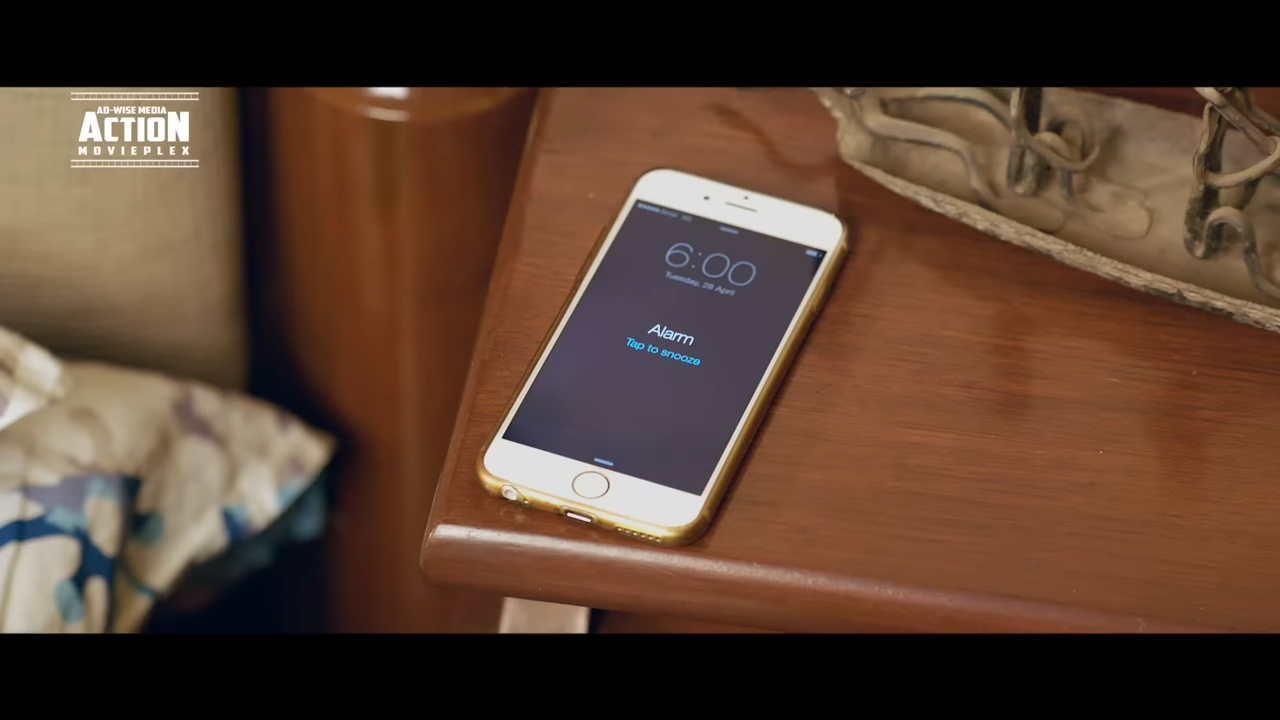 AD-WISE MEDIA
ACTION
MOVIEPLEX
6:00
Tuesday, 28 April
Alarm
Tap to snooze